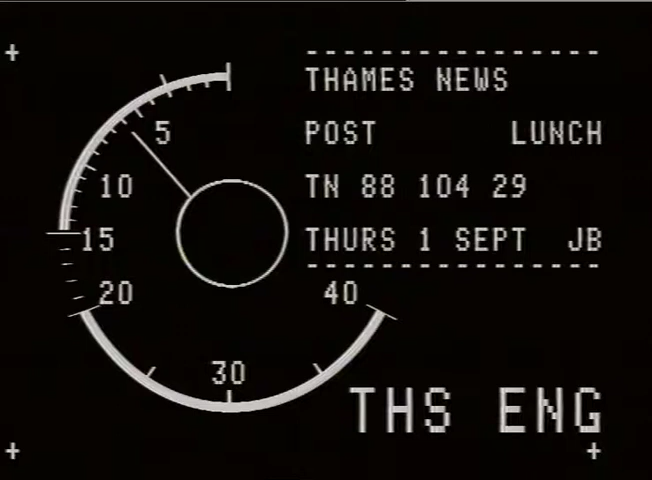 THAMES NEWS
POST LUNCH
TN 88 104 29
THURS 1 SEPT JB
5
10
15
20
30
40
THS ENG